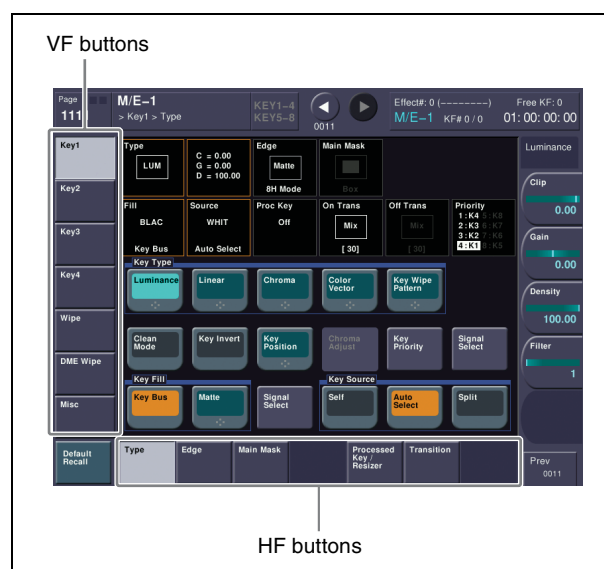 VF buttons
Page
1111
M/E–1
> Key1 > Type
KEY1–4
KEY5–8
0011
Effect#: 0 (––––––––)
M/E–1 KF# 0 / 0
Free KF: 0
01: 00: 00: 00
Key1
Key2
Key3
Key4
Wipe
DME Wipe
Misc
Default
Recall
Type
LUM
C = 0.00
G = 0.00
D = 100.00
Edge
Matte
8H Mode
Main Mask
Box
Fill
BLAC
Key Bus
Source
WHIT
Auto Select
Proc Key
Off
On Trans
Mix
[ 30]
Off Trans
Mix
[ 30]
Priority
1 : K4 5 : K8
2 : K3 6 : K7
3 : K2 7 : K6
4 : K1 8 : K5
Key Type
Luminance
Linear
Chroma
Color
Vector
Key Wipe
Pattern
Clean
Mode
Key Invert
Key
Position
Chroma
Adjust
Key
Priority
Signal
Select
Key Fill
Key Bus
Matte
Signal
Select
Key Source
Self
Auto
Select
Split
Luminance
Clip
0.00
Gain
0.00
Density
100.00
Filter
1
Type
Edge
Main Mask
Processed
Key /
Resizer
Transition
Prev
0011
HF buttons